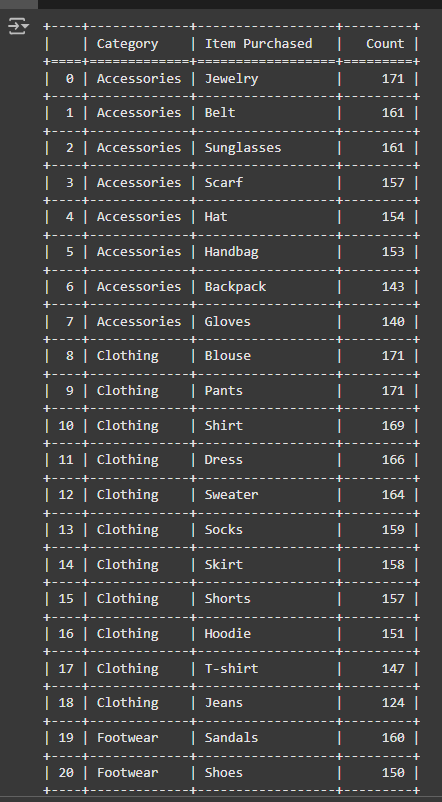 +----+-------------+------------------+---------+
|    | Category    | Item Purchased   |   Count |
+====+=============+==================+=========+
|  0 | Accessories | Jewelry          |     171 |
+----+-------------+------------------+---------+
|  1 | Accessories | Belt             |     161 |
+----+-------------+------------------+---------+
|  2 | Accessories | Sunglasses       |     161 |
+----+-------------+------------------+---------+
|  3 | Accessories | Scarf            |     157 |
+----+-------------+------------------+---------+
|  4 | Accessories | Hat              |     154 |
+----+-------------+------------------+---------+
|  5 | Accessories | Handbag          |     153 |
+----+-------------+------------------+---------+
|  6 | Accessories | Backpack         |     143 |
+----+-------------+------------------+---------+
|  7 | Accessories | Gloves           |     140 |
+----+-------------+------------------+---------+
|  8 | Clothing    | Blouse           |     171 |
+----+-------------+------------------+---------+
|  9 | Clothing    | Pants            |     171 |
+----+-------------+------------------+---------+
| 10 | Clothing    | Shirt            |     169 |
+----+-------------+------------------+---------+
| 11 | Clothing    | Dress            |     166 |
+----+-------------+------------------+---------+
| 12 | Clothing    | Sweater          |     164 |
+----+-------------+------------------+---------+
| 13 | Clothing    | Socks            |     159 |
+----+-------------+------------------+---------+
| 14 | Clothing    | Skirt            |     158 |
+----+-------------+------------------+---------+
| 15 | Clothing    | Shorts           |     157 |
+----+-------------+------------------+---------+
| 16 | Clothing    | Hoodie           |     151 |
+----+-------------+------------------+---------+
| 17 | Clothing    | T-shirt          |     147 |
+----+-------------+------------------+---------+
| 18 | Clothing    | Jeans            |     124 |
+----+-------------+------------------+---------+
| 19 | Footwear    | Sandals          |     160 |
+----+-------------+------------------+---------+
| 20 | Footwear    | Shoes            |     150 |
+----+-------------+------------------+---------+